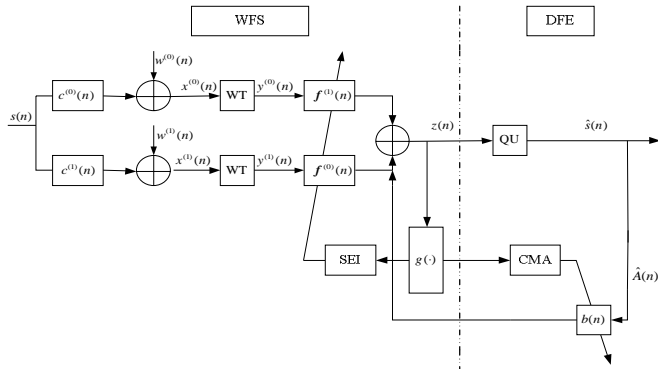 WFS
DFE
w^{(0)}(n)
c^{(0)}(n)
x^{(0)}(n)
WT
y^{(0)}(n)
f^{(1)}(n)
s(n)
w^{(1)}(n)
z(n)
QU
ŝ(n)
c^{(1)}(n)
x^{(1)}(n)
WT
y^{(1)}(n)
f^{(0)}(n)
SEI
g(·)
CMA
Â(n)
b(n)